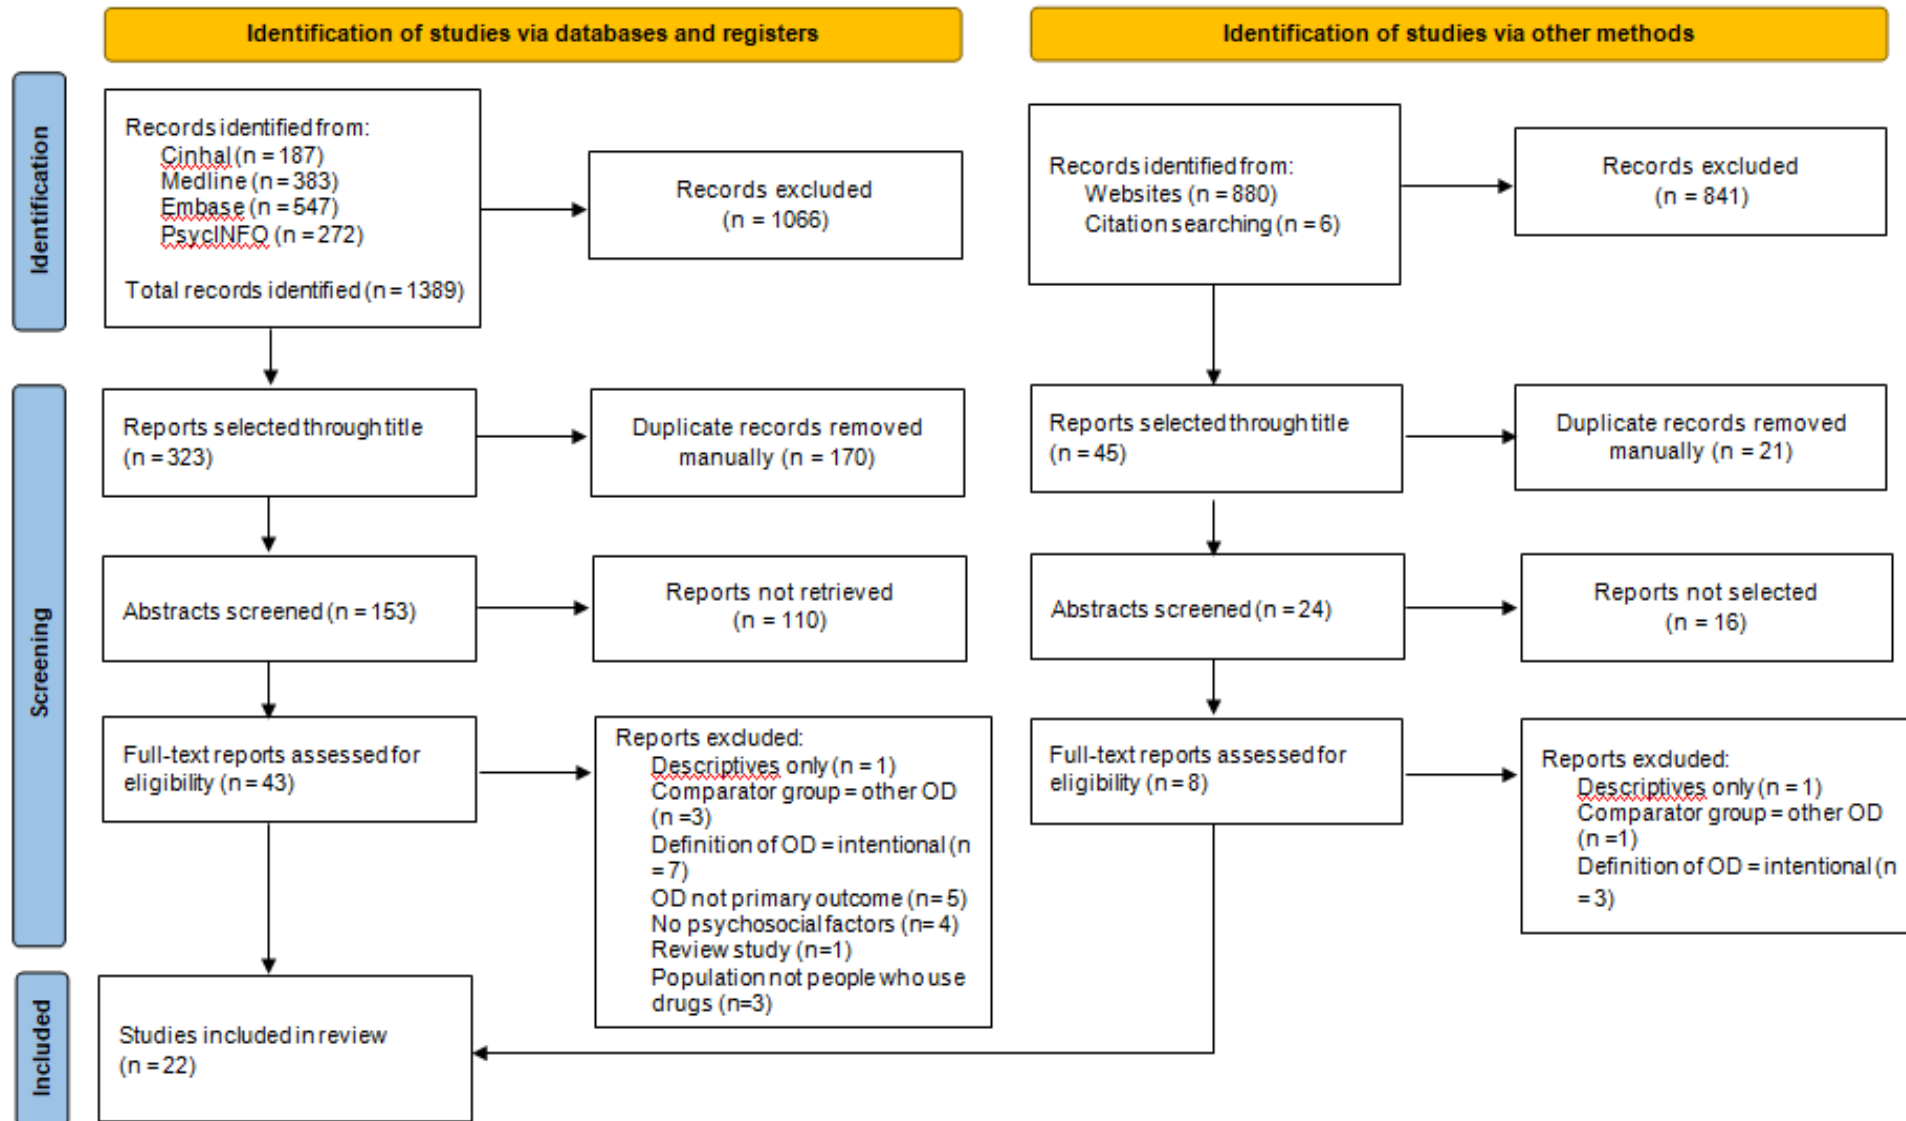 Identification of studies via databases and registers
Identification of studies via other methods
Identification
Records identified from:
Cinhal (n = 187)
Medline (n = 383)
Embase (n = 547)
PsycINFO (n = 272)
Total records identified (n = 1389)
Records excluded
(n = 1066)
Records identified from:
Websites (n = 880)
Citation searching (n = 6)
Records excluded
(n = 841)
Screening
Reports selected through title
(n = 323)
Duplicate records removed
manually (n = 170)
Reports selected through title
(n = 45)
Duplicate records removed
manually (n = 21)
Abstracts screened (n = 153)
Reports not retrieved
(n = 110)
Abstracts screened (n = 24)
Reports not selected
(n = 16)
Full-text reports assessed for
eligibility (n = 43)
Reports excluded:
Descriptives only (n = 1)
Comparator group = other OD
(n =3)
Definition of OD = intentional (n
= 7)
OD not primary outcome (n= 5)
No psychosocial factors (n= 4)
Review study (n=1)
Population not people who use
drugs (n=3)
Full-text reports assessed for
eligibility (n = 8)
Reports excluded:
Descriptives only (n = 1)
Comparator group = other OD
(n =1)
Definition of OD = intentional (n
= 3)
Included
Studies included in review
(n = 22)